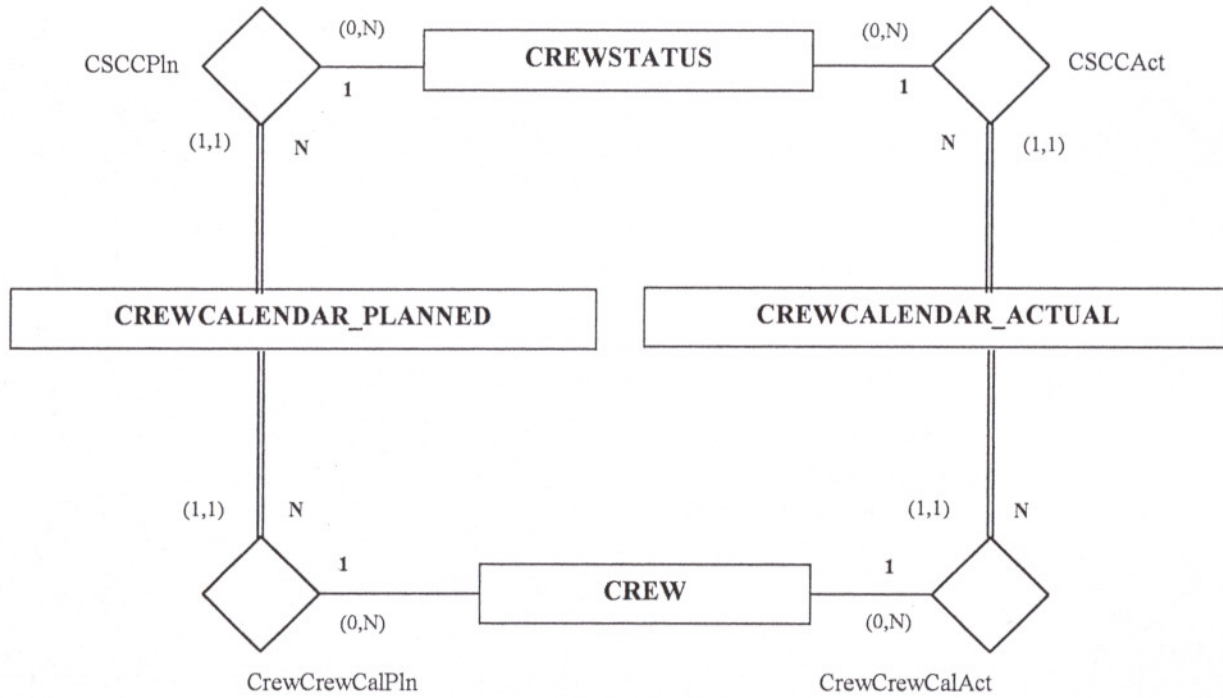 (0,N)
CREWSTATUS
(0,N)
CSCCPln
CSCCAct
1
1
(1,1)
N
N
(1,1)
CREWCALENDAR_PLANNED
CREWCALENDAR_ACTUAL
(1,1)
N
(1,1)
N
1
CREW
1
(0,N)
(0,N)
CrewCrewCalPln
CrewCrewCalAct